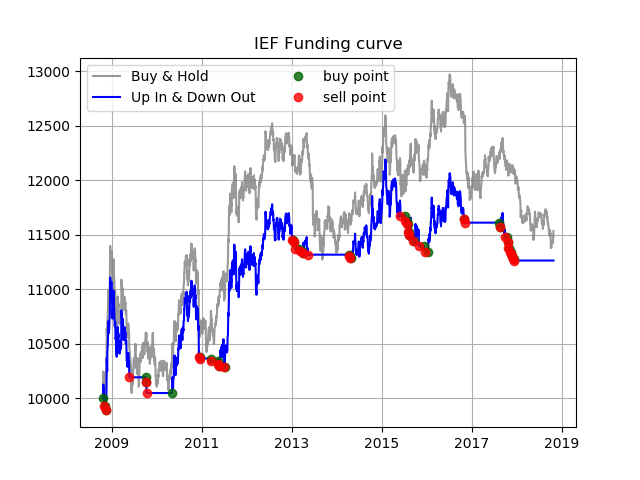 IEF Funding curve
Buy & Hold
Up In & Down Out
buy point
sell point
13000
12500
12000
11500
11000
10500
10000
2009 2011 2013 2015 2017 2019